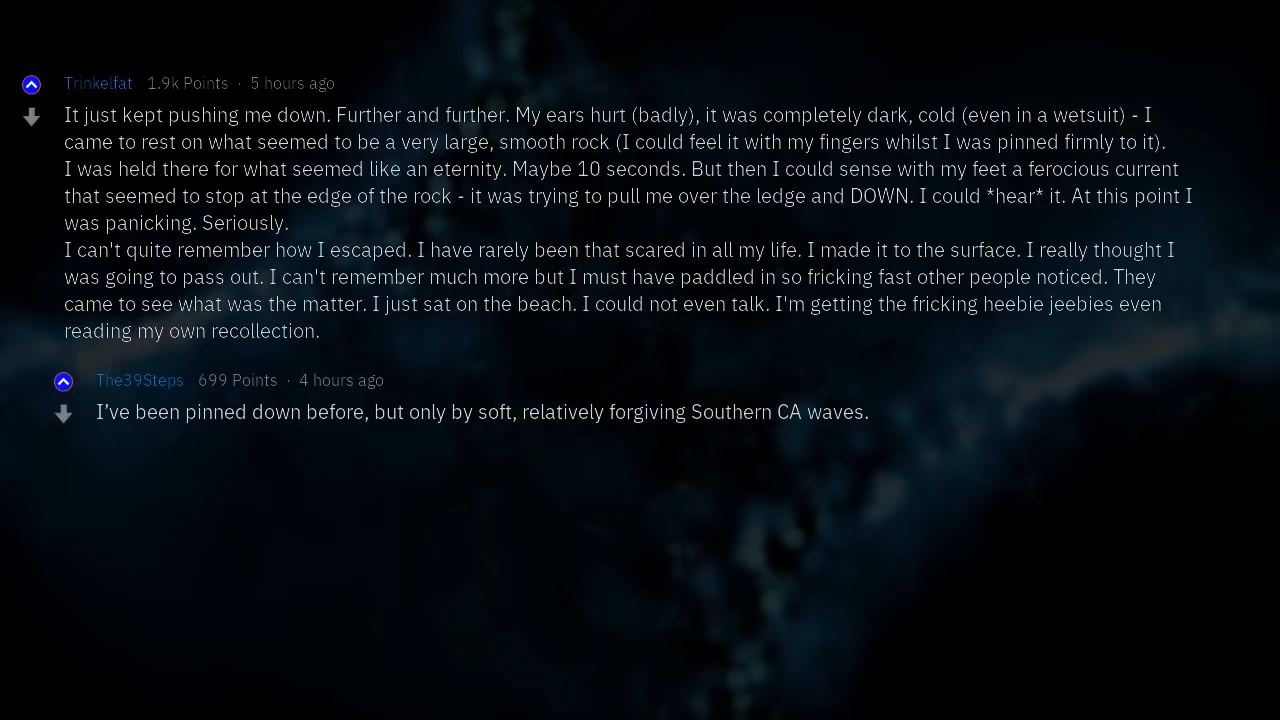 Trinkelfat 1.9k Points · 5 hours ago
It just kept pushing me down. Further and further. My ears hurt (badly), it was completely dark, cold (even in a wetsuit) - I
came to rest on what seemed to be a very large, smooth rock (I could feel it with my fingers whilst I was pinned firmly to it).
I was held there for what seemed like an eternity. Maybe 10 seconds. But then I could sense with my feet a ferocious current
that seemed to stop at the edge of the rock - it was trying to pull me over the ledge and DOWN. I could *hear* it. At this point I
was panicking. Seriously.
I can't quite remember how I escaped. I have rarely been that scared in all my life. I made it to the surface. I really thought I
was going to pass out. I can't remember much more but I must have paddled in so fricking fast other people noticed. They
came to see what was the matter. I just sat on the beach. I could not even talk. I'm getting the fricking heebie jeebies even
reading my own recollection.
The39Steps 699 Points · 4 hours ago
I’ve been pinned down before, but only by soft, relatively forgiving Southern CA waves.